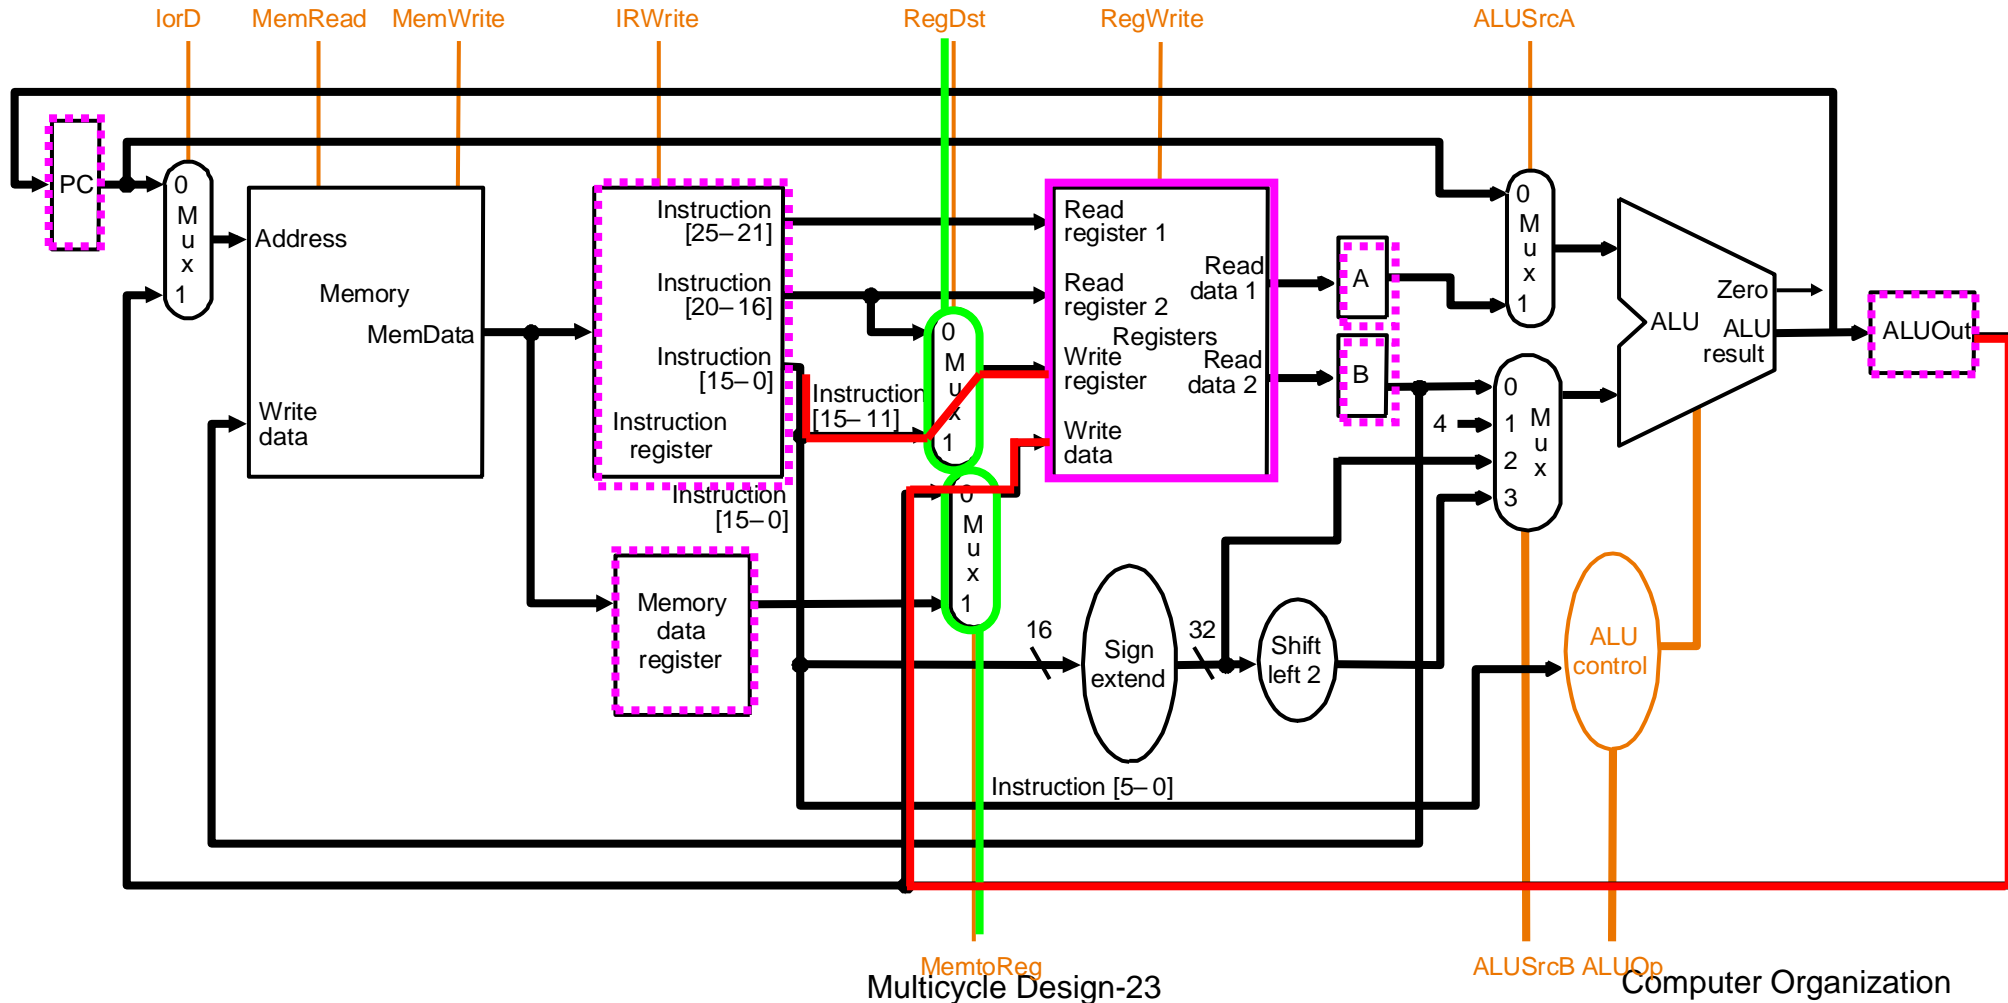 IorD
MemRead
MemWrite
IRWrite
RegDst
RegWrite
ALUSrcA
PC
0
M
u
x
1
Address
Memory
MemData
Write
data
Instruction
[25–21]
Instruction
[20–16]
Instruction
[15–0]
Instruction
register
Instruction
[15–11]
Instruction
[15–0]
Memory
data
register
0
M
u
x
1
0
M
u
x
1
Read
register 1
Read
register 2
Registers
Write
register
Write
data
Read
data 1
Read
data 2
16
Sign
extend
32
Shift
left 2
A
B
4
0
M
u
x
1
0
1
2
3
M
u
x
Zero
ALU
ALU
result
ALUOut
ALU
control
Instruction [5–0]
MemtoReg
ALUSrcB
ALUOp
Multicycle Design-23
Computer Organization